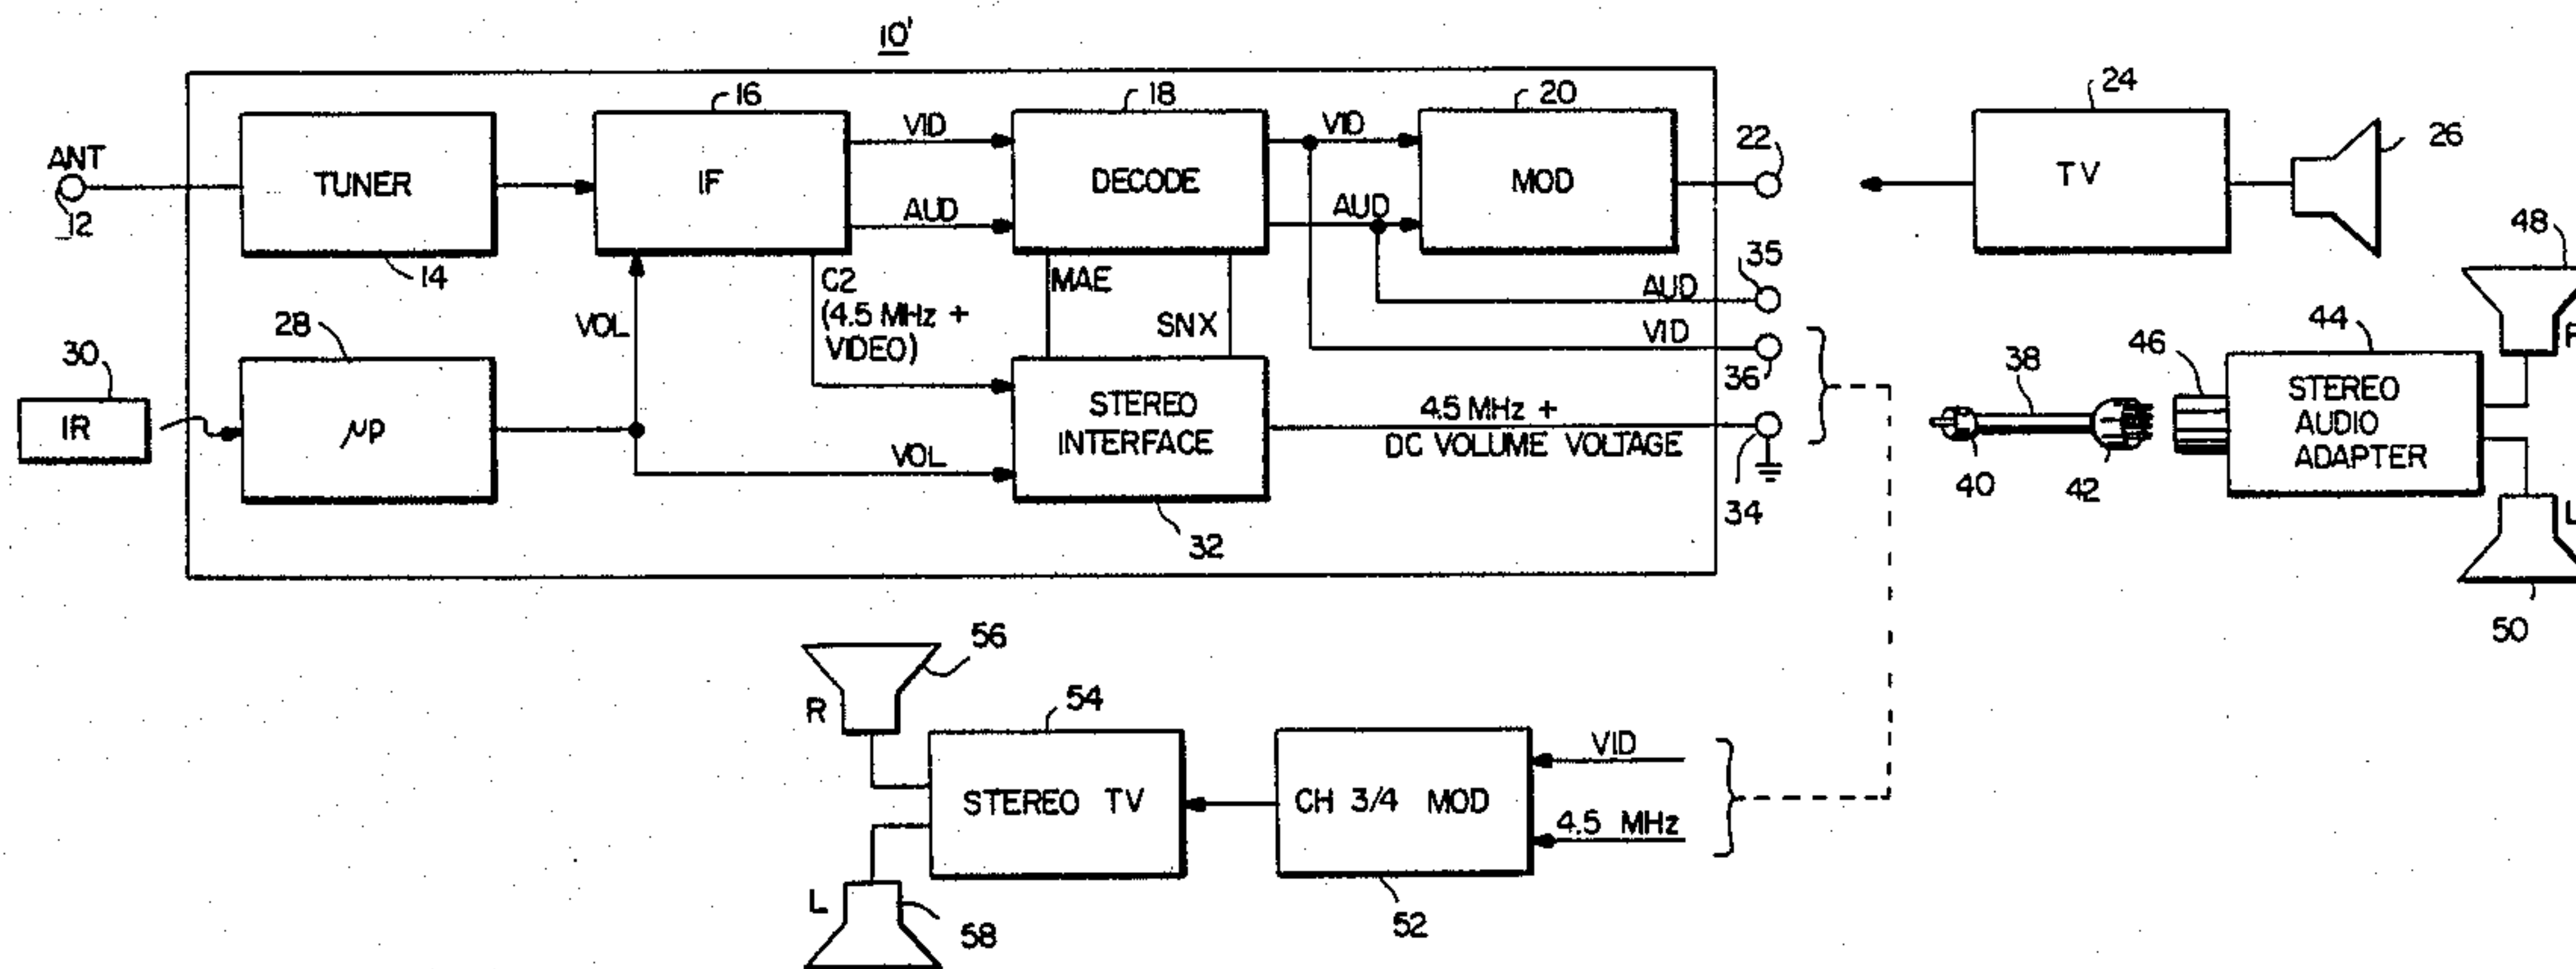 10'
ANT
12
TUNER
14
16
IF
VID
AUD
18
DECODE
VID
AUD
20
MOD
22
24
TV
26
35
AUD
VID
36
30
IR
28
μp
VOL
C2
(4.5 MHz +
VIDEO)
MAE
SNX
VOL
STEREO
INTERFACE
32
4.5 MHz +
DC VOLUME VOLTAGE
34
38
40
42
46
44
STEREO
AUDIO
ADAPTER
48
L
50
56
R
54
STEREO TV
L
58
CH 3/4 MOD
52
VID
4.5 MHz